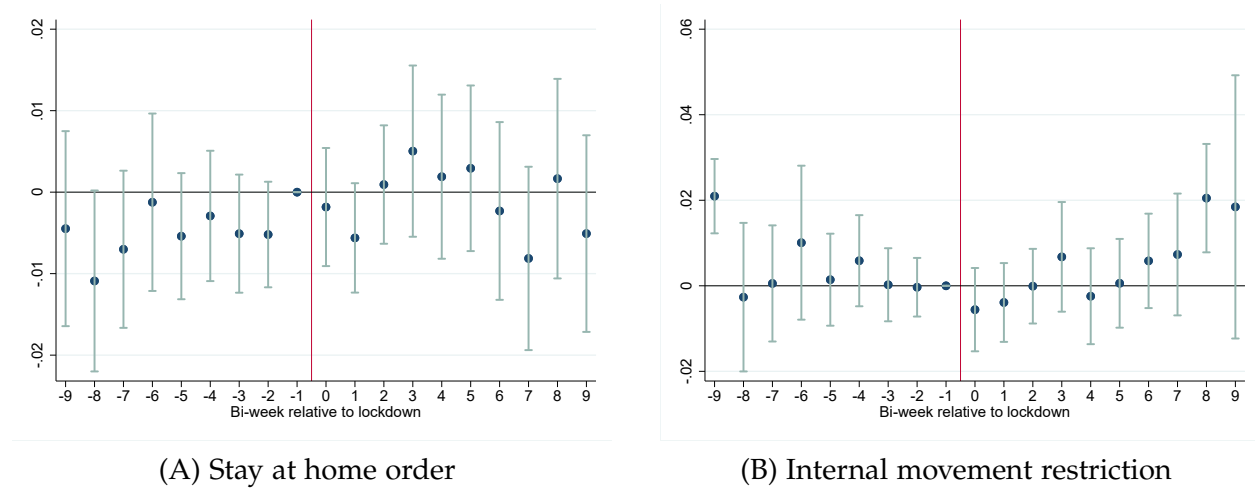 .02
.01
0
-.01
-.02
-9 -8 -7 -6 -5 -4 -3 -2 -1 0 1 2 3 4 5 6 7 8 9
Bi-week relative to lockdown
(A) Stay at home order
.06
.04
.02
0
-.02
-9 -8 -7 -6 -5 -4 -3 -2 -1 0 1 2 3 4 5 6 7 8 9
Bi-week relative to lockdown
(B) Internal movement restriction